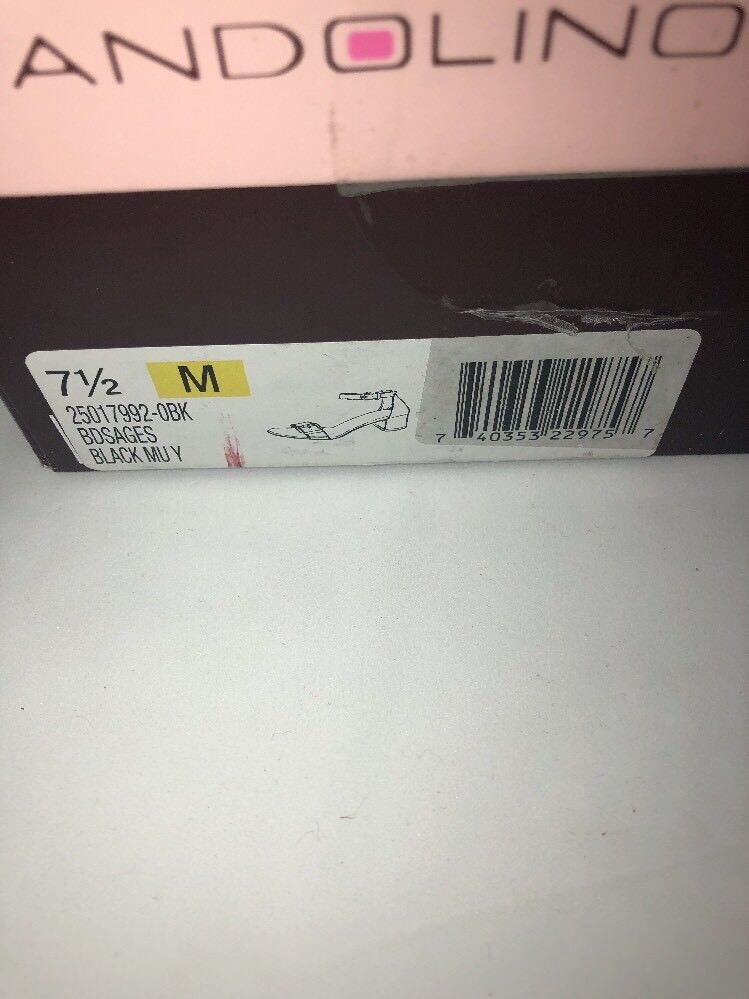 ANDOLINO
7½ M
25017992-0BK
BDSAGES
BLACK MU Y
7 40353 22975 7